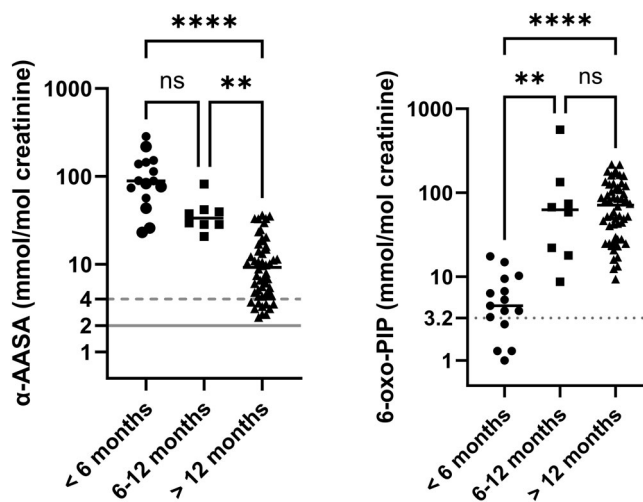 α-AASA (mmol/mol creatinine)
****
ns
**
1000
100
10
4
2
1
< 6 months
6-12 months
> 12 months
6-oxo-PIP (mmol/mol creatinine)
****
**
ns
1000
100
10
3.2
1
< 6 months
6-12 months
> 12 months